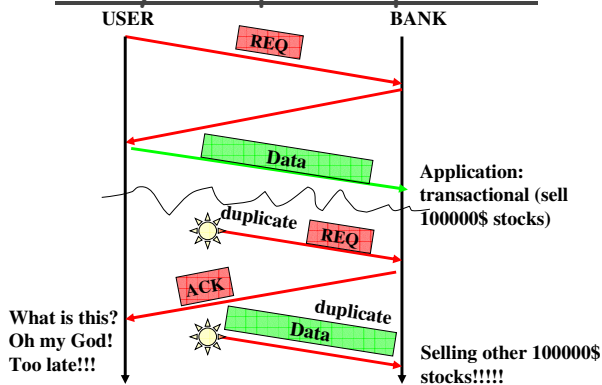 USER
BANK
REQ
Data
Application:
transactional (sell
100000$ stocks)
duplicate
REQ
ACK
What is this?
Oh my God!
Too late!!!
duplicate
Data
Selling other 100000$
stocks!!!!!